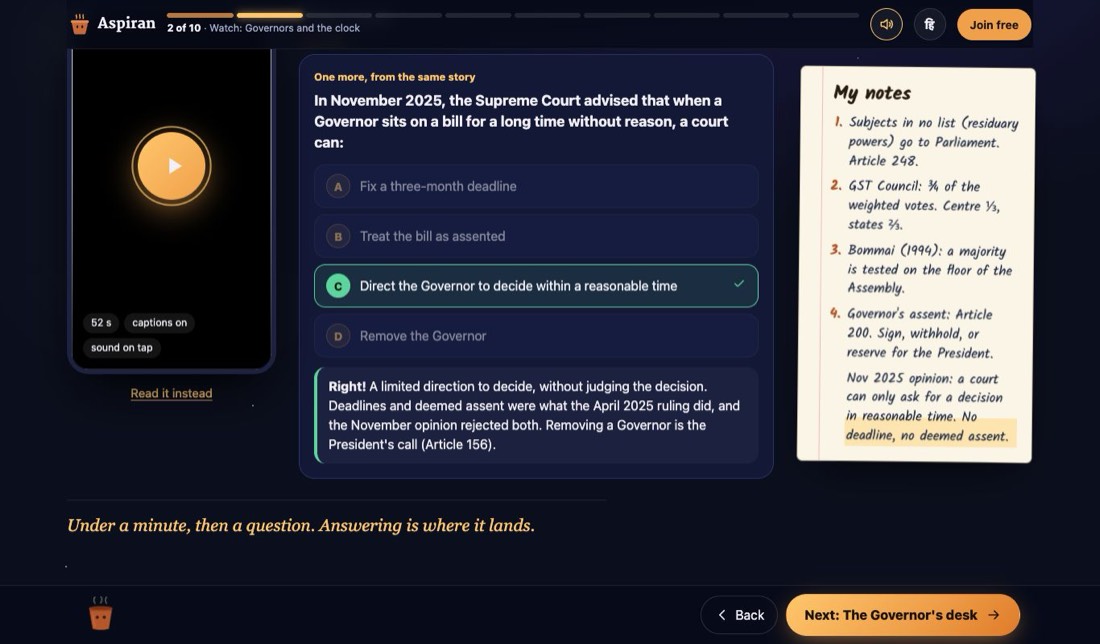 Aspiran
2 of 10 · Watch: Governors and the clock
हि
Join free
52 s
captions on
sound on tap
Read it instead
One more, from the same story
In November 2025, the Supreme Court advised that when a
Governor sits on a bill for a long time without reason, a court
can:
A Fix a three-month deadline
B Treat the bill as assented
C Direct the Governor to decide within a reasonable time
D Remove the Governor
Right! A limited direction to decide, without judging the decision.
Deadlines and deemed assent were what the April 2025 ruling did, and
the November opinion rejected both. Removing a Governor is the
President's call (Article 156).
My notes
1. Subjects in no list (residuary
powers) go to Parliament.
Article 248.
2. GST Council: ¾ of the
weighted votes. Centre ⅓,
states ⅔.
3. Bommai (1994): a majority
is tested on the floor of the
Assembly.
4. Governor's assent: Article
200. Sign, withhold, or
reserve for the President.
Nov 2025 opinion: a court
can only ask for a decision
in reasonable time. No
deadline, no deemed assent.
Under a minute, then a question. Answering is where it lands.
Back
Next: The Governor's desk →